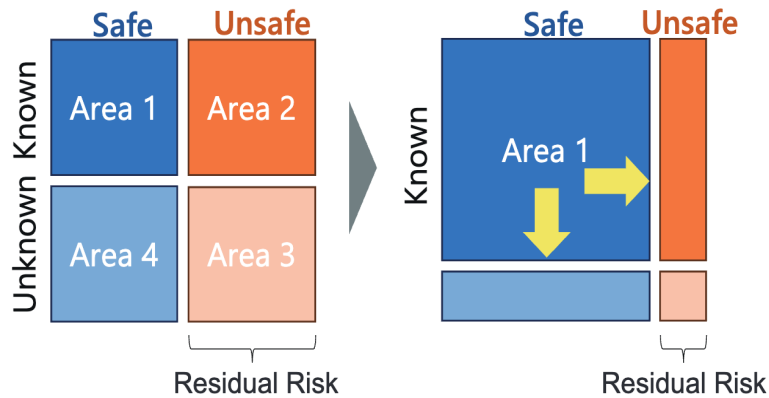 Safe Unsafe
Known
Area 1 Area 2
Unknown
Area 4 Area 3
Residual Risk
Safe Unsafe
Known
Area 1
Residual Risk